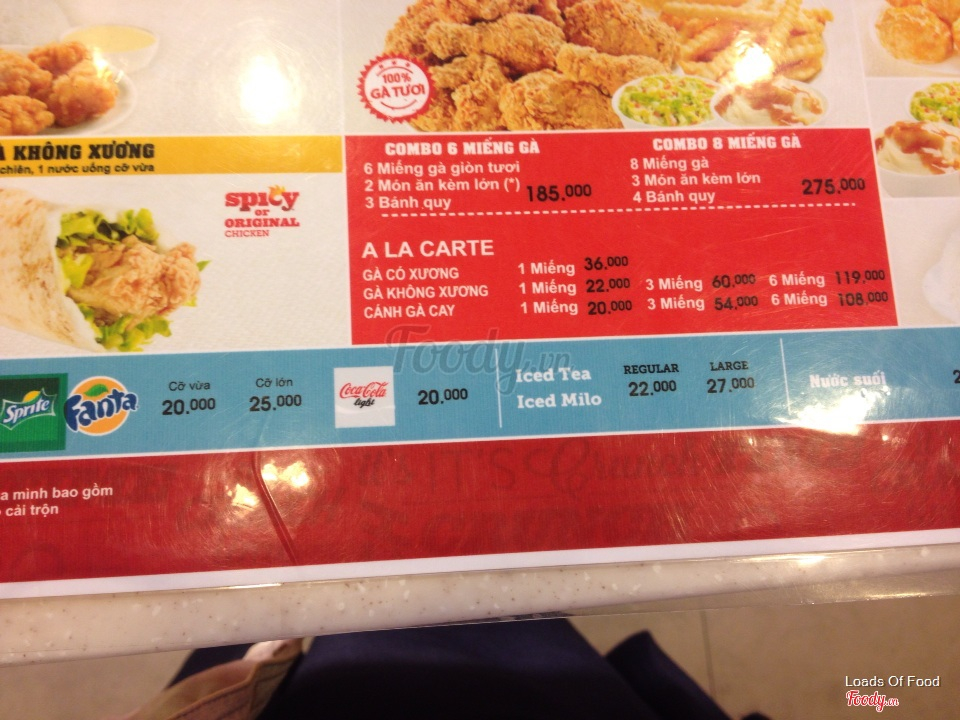 100%
GÀ TƯƠI
À KHÔNG XƯƠNG
chiên, 1 nước uống cỡ vừa
spicy
or
ORIGINAL
CHICKEN
COMBO 6 MIẾNG GÀ
6 Miếng gà giòn tươi
2 Món ăn kèm lớn (*) 185,000
3 Bánh quy
COMBO 8 MIẾNG GÀ
8 Miếng gà
3 Món ăn kèm lớn 275,000
4 Bánh quy
A LA CARTE
GÀ CÓ XƯƠNG 1 Miếng 36,000
GÀ KHÔNG XƯƠNG 1 Miếng 22,000 3 Miếng 60,000 6 Miếng 119,000
CÁNH GÀ CAY 1 Miếng 20,000 3 Miếng 54,000 6 Miếng 108,000
Foody.vn
Sprite
Fanta
Cỡ vừa Cỡ lớn
20,000 25,000
Coca-Cola
light
20,000
Iced Tea
Iced Milo
REGULAR LARGE
22,000 27,000
Nước suối
2
a mình bao gồm
cải trộn
IT'S
Loads Of Food
Foody.vn